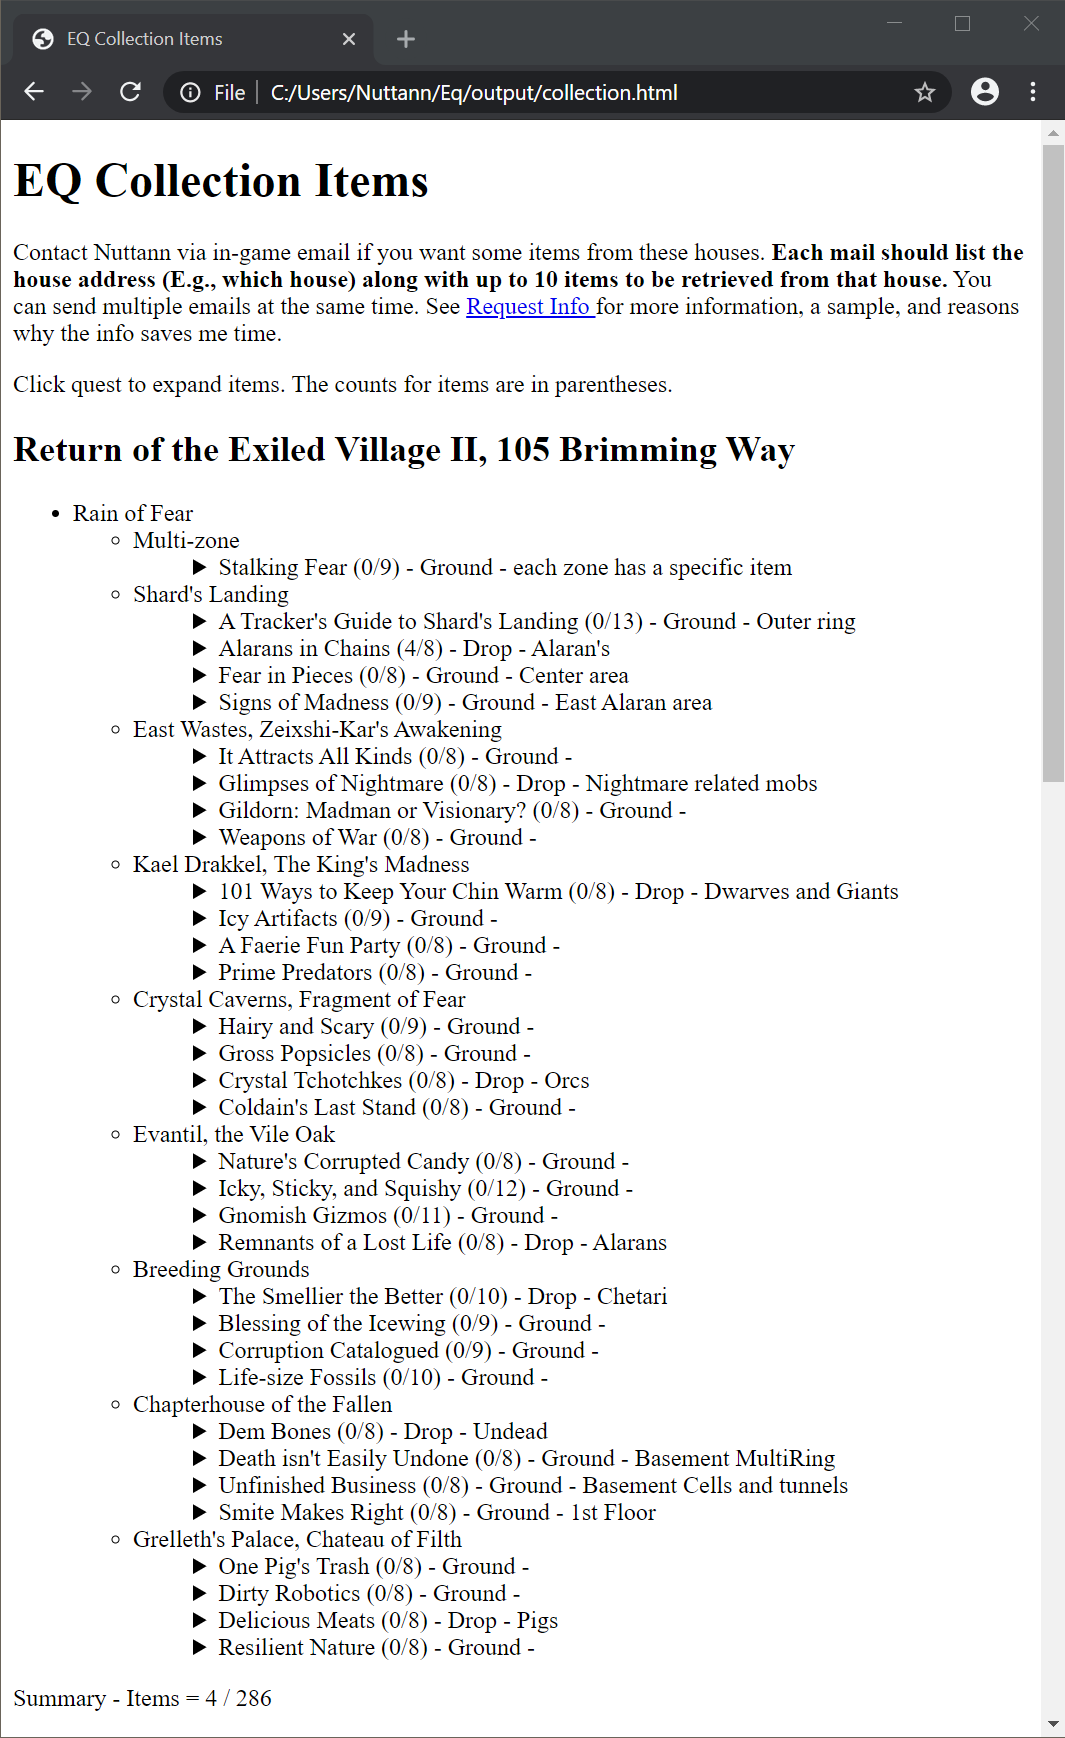 EQ Collection Items
File
C:/Users/Nuttann/Eq/output/collection.html
EQ Collection Items
Contact Nuttann via in-game email if you want some items from these houses. Each mail should list the
house address (E.g., which house) along with up to 10 items to be retrieved from that house. You
can send multiple emails at the same time. See Request Info for more information, a sample, and reasons
why the info saves me time.
Click quest to expand items. The counts for items are in parentheses.
Return of the Exiled Village II, 105 Brimming Way
Rain of Fear
Multi-zone
Stalking Fear (0/9) - Ground - each zone has a specific item
Shard's Landing
A Tracker's Guide to Shard's Landing (0/13) - Ground - Outer ring
Alarans in Chains (4/8) - Drop - Alaran's
Fear in Pieces (0/8) - Ground - Center area
Signs of Madness (0/9) - Ground - East Alaran area
East Wastes, Zeixshi-Kar's Awakening
It Attracts All Kinds (0/8) - Ground -
Glimpses of Nightmare (0/8) - Drop - Nightmare related mobs
Gildorn: Madman or Visionary? (0/8) - Ground -
Weapons of War (0/8) - Ground -
Kael Drakkel, The King's Madness
101 Ways to Keep Your Chin Warm (0/8) - Drop - Dwarves and Giants
Icy Artifacts (0/9) - Ground -
A Faerie Fun Party (0/8) - Ground -
Prime Predators (0/8) - Ground -
Crystal Caverns, Fragment of Fear
Hairy and Scary (0/9) - Ground -
Gross Popsicles (0/8) - Ground -
Crystal Tchotchkes (0/8) - Drop - Orcs
Coldain's Last Stand (0/8) - Ground -
Evantil, the Vile Oak
Nature's Corrupted Candy (0/8) - Ground -
Icky, Sticky, and Squishy (0/12) - Ground -
Gnomish Gizmos (0/11) - Ground -
Remnants of a Lost Life (0/8) - Drop - Alarans
Breeding Grounds
The Smellier the Better (0/10) - Drop - Chetari
Blessing of the Icewing (0/9) - Ground -
Corruption Catalogued (0/9) - Ground -
Life-size Fossils (0/10) - Ground -
Chapterhouse of the Fallen
Dem Bones (0/8) - Drop - Undead
Death isn't Easily Undone (0/8) - Ground - Basement MultiRing
Unfinished Business (0/8) - Ground - Basement Cells and tunnels
Smite Makes Right (0/8) - Ground - 1st Floor
Grelleth's Palace, Chateau of Filth
One Pig's Trash (0/8) - Ground -
Dirty Robotics (0/8) - Ground -
Delicious Meats (0/8) - Drop - Pigs
Resilient Nature (0/8) - Ground -
Summary - Items = 4 / 286